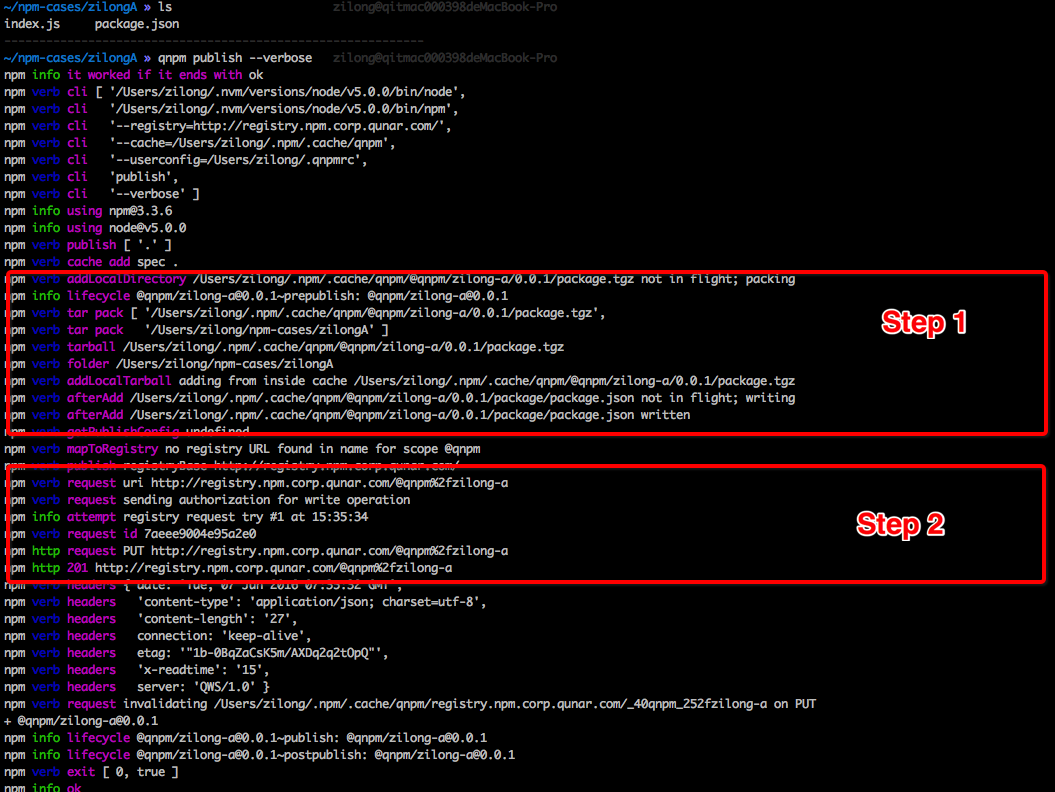 ~/npm-cases/zilongA » ls zilong@qitmac000398deMacBook-Pro
index.js package.json
------------------------------------------------------------
~/npm-cases/zilongA » qnpm publish --verbose zilong@qitmac000398deMacBook-Pro
npm info it worked if it ends with ok
npm verb cli [ '/Users/zilong/.nvm/versions/node/v5.0.0/bin/node',
npm verb cli '/Users/zilong/.nvm/versions/node/v5.0.0/bin/npm',
npm verb cli '--registry=http://registry.npm.corp.qunar.com/',
npm verb cli '--cache=/Users/zilong/.npm/.cache/qnpm',
npm verb cli '--userconfig=/Users/zilong/.qnpmrc',
npm verb cli 'publish',
npm verb cli '--verbose' ]
npm info using npm@3.3.6
npm info using node@v5.0.0
npm verb publish [ '.' ]
npm verb cache add spec .
npm verb addLocalDirectory /Users/zilong/.npm/.cache/qnpm/@qnpm/zilong-a/0.0.1/package.tgz not in flight; packing
npm info lifecycle @qnpm/zilong-a@0.0.1~prepublish: @qnpm/zilong-a@0.0.1
npm verb tar pack [ '/Users/zilong/.npm/.cache/qnpm/@qnpm/zilong-a/0.0.1/package.tgz',
Step 1
npm verb tar pack '/Users/zilong/npm-cases/zilongA' ]
npm verb tarball /Users/zilong/.npm/.cache/qnpm/@qnpm/zilong-a/0.0.1/package.tgz
npm verb folder /Users/zilong/npm-cases/zilongA
npm verb addLocalTarball adding from inside cache /Users/zilong/.npm/.cache/qnpm/@qnpm/zilong-a/0.0.1/package.tgz
npm verb afterAdd /Users/zilong/.npm/.cache/qnpm/@qnpm/zilong-a/0.0.1/package/package.json not in flight; writing
npm verb afterAdd /Users/zilong/.npm/.cache/qnpm/@qnpm/zilong-a/0.0.1/package/package.json written
npm verb getPublishConfig undefined
npm verb mapToRegistry no registry URL found in name for scope @qnpm
npm verb publish registryBase http://registry.npm.corp.qunar.com/
npm verb request uri http://registry.npm.corp.qunar.com/@qnpm%2fzilong-a
npm verb request sending authorization for write operation
npm info attempt registry request try #1 at 15:35:34
Step 2
npm verb request id 7aeee9004e95a2e0
npm http request PUT http://registry.npm.corp.qunar.com/@qnpm%2fzilong-a
npm http 201 http://registry.npm.corp.qunar.com/@qnpm%2fzilong-a
npm verb headers { date: 'Tue, 07 Jun 2016 07:35:32 GMT',
npm verb headers 'content-type': 'application/json; charset=utf-8',
npm verb headers 'content-length': '27',
npm verb headers connection: 'keep-alive',
npm verb headers etag: '"1b-0BqZaCsK5m/AXDq2q2tOpQ"',
npm verb headers 'x-readtime': '15',
npm verb headers server: 'QWS/1.0' }
npm verb request invalidating /Users/zilong/.npm/.cache/qnpm/registry.npm.corp.qunar.com/_40qnpm_252fzilong-a on PUT
+ @qnpm/zilong-a@0.0.1
npm info lifecycle @qnpm/zilong-a@0.0.1~publish: @qnpm/zilong-a@0.0.1
npm info lifecycle @qnpm/zilong-a@0.0.1~postpublish: @qnpm/zilong-a@0.0.1
npm verb exit [ 0, true ]
npm info ok